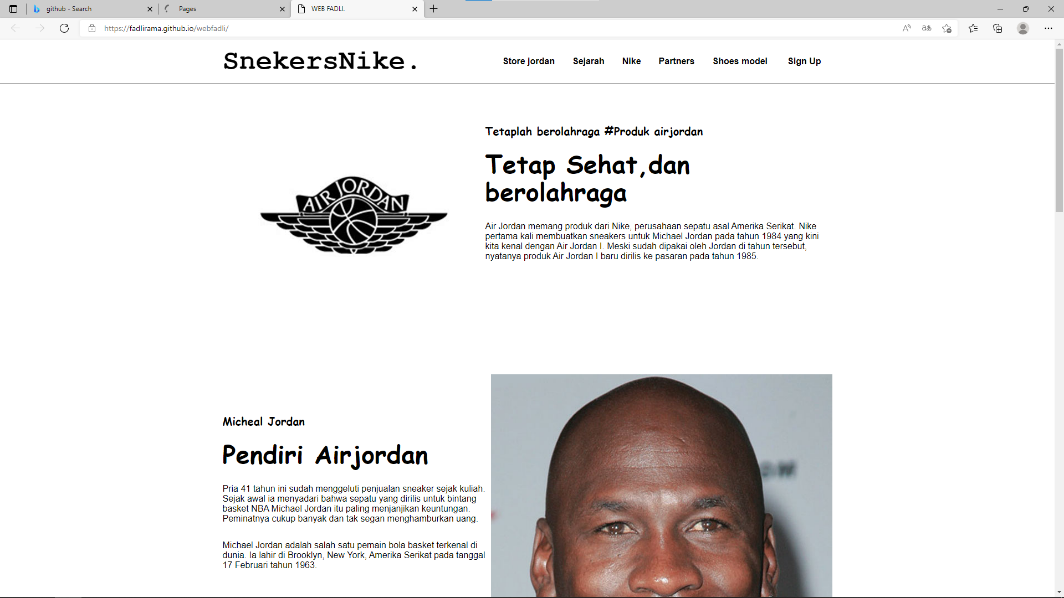 github - Search
Pages
WEB FADLI.
https://fadlirama.github.io/webfadli/
SnekersNike.
Store jordan
Sejarah
Nike
Partners
Shoes model
Sign Up
AIR JORDAN
Tetaplah berolahraga #Produk airjordan
Tetap Sehat,dan
berolahraga
Air Jordan memang produk dari Nike, perusahaan sepatu asal Amerika Serikat. Nike
pertama kali membuatkan sneakers untuk Michael Jordan pada tahun 1984 yang kini
kita kenal dengan Air Jordan I. Meski sudah dipakai oleh Jordan di tahun tersebut,
nyatanya produk Air Jordan I baru dirilis ke pasaran pada tahun 1985.
Micheal Jordan
Pendiri Airjordan
Pria 41 tahun ini sudah menggeluti penjualan sneaker sejak kuliah.
Sejak awal ia menyadari bahwa sepatu yang dirilis untuk bintang
basket NBA Michael Jordan itu paling menjanjikan keuntungan.
Peminatnya cukup banyak dan tak segan menghamburkan uang.
Michael Jordan adalah salah satu pemain bola basket terkenal di
dunia. Ia lahir di Brooklyn, New York, Amerika Serikat pada tanggal
17 Februari tahun 1963.